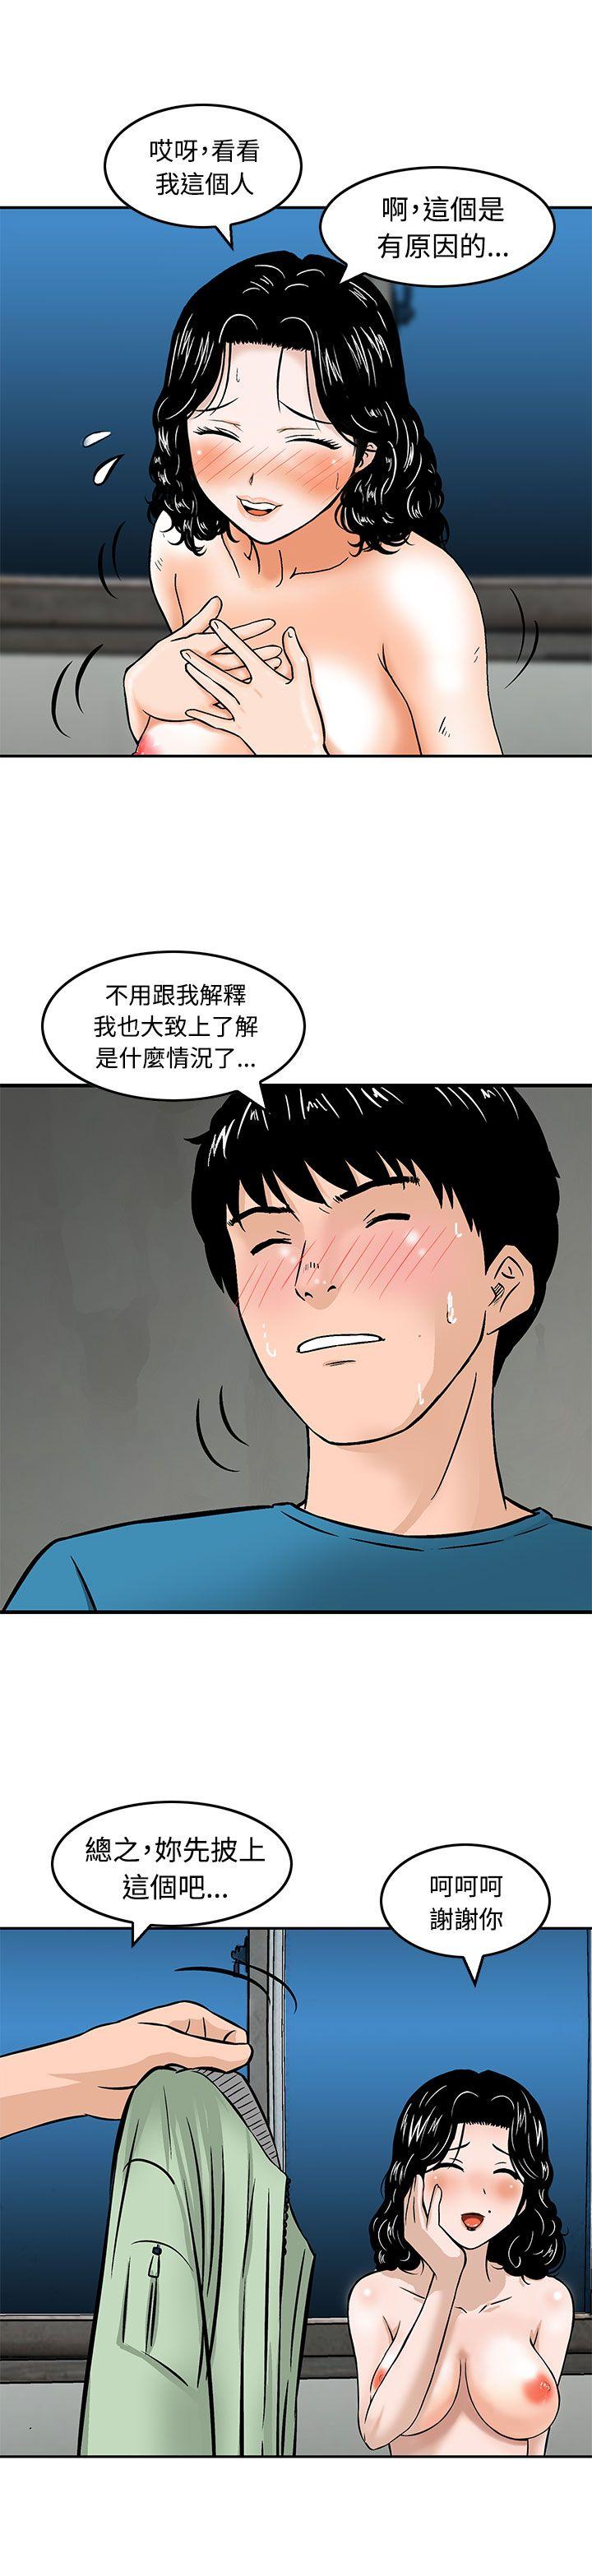 哎呀，看看
我這個人
啊，這個是
有原因的...
不用跟我解釋
我也大致上了解
是什麼情況了...
總之，妳先披上
這個吧...
呵呵呵
謝謝你